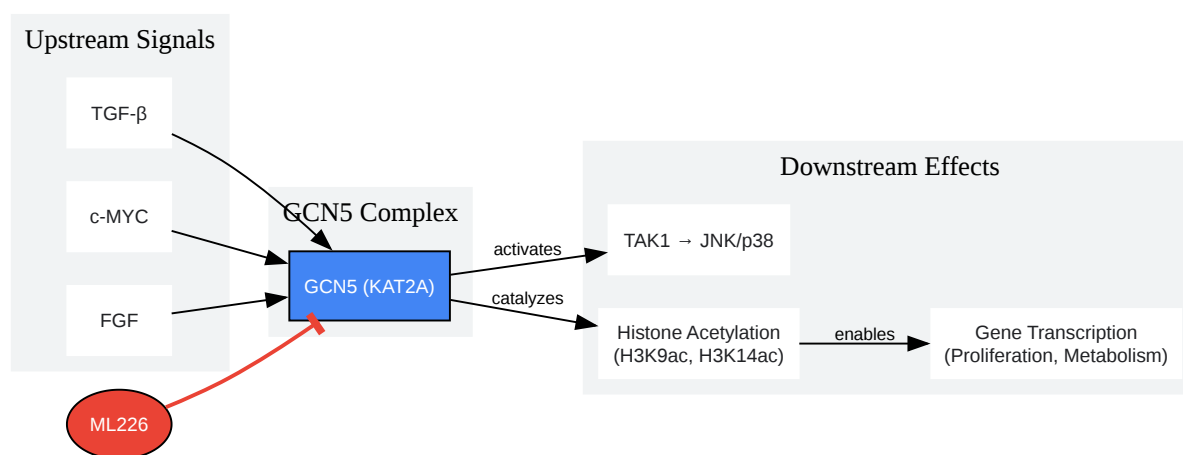 Upstream Signals
TGF-β
c-MYC
FGF
ML226
GCN5 Complex
GCN5 (KAT2A)
activates
catalyzes
Downstream Effects
TAK1 → JNK/p38
Histone Acetylation
(H3K9ac, H3K14ac)
enables
Gene Transcription
(Proliferation, Metabolism)